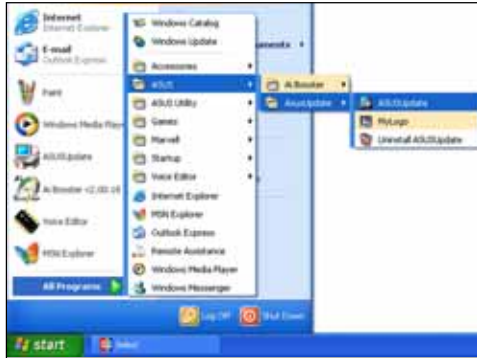 Internet
Internet Explorer
E-mail
Outlook Express
Paint
Windows Media Player
ASUSUpdate
Ai Booster v2.00.16
Voice Editor
MSN Explorer
All Programs
Windows Catalog
Windows Update
Accessories
ASUS
ASUS Utility
Games
Marvell
Startup
Voice Editor
Internet Explorer
MSN Explorer
Outlook Express
Remote Assistance
Windows Media Player
Windows Messenger
Ai Booster
AsusUpdate
ASUSUpdate
MyLogo
Uninstall ASUSUpdate
Log Off
Shut Down
start